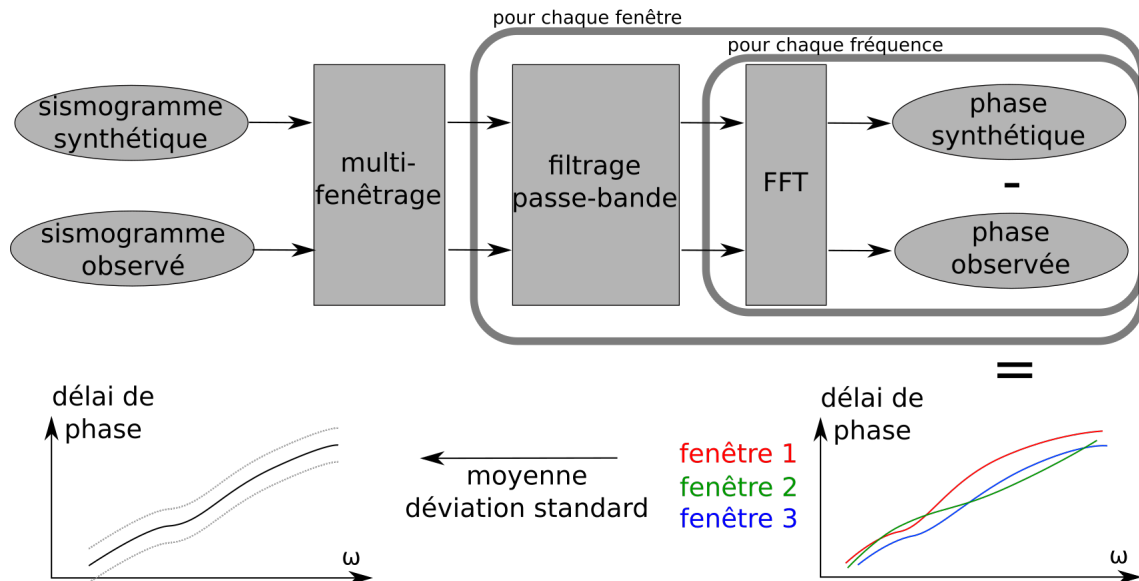 pour chaque fenêtre
pour chaque fréquence
sismogramme
synthétique
sismogramme
observé
multi-
fenêtrage
filtrage
passe-bande
FFT
phase
synthétique
-
phase
observée
=
délai de
phase
ω
moyenne
déviation standard
fenêtre 1
fenêtre 2
fenêtre 3
délai de
phase
ω